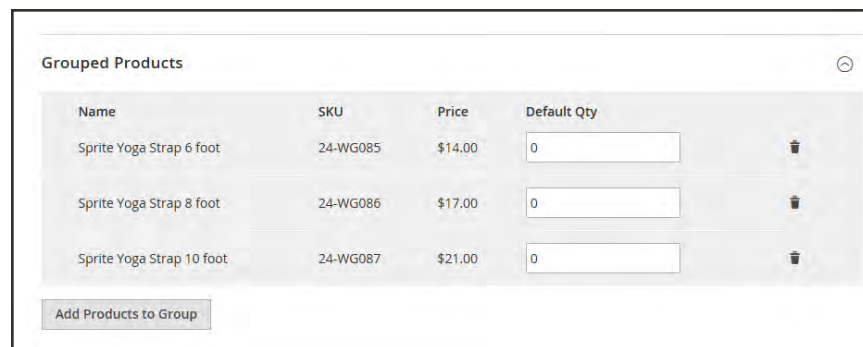 Grouped Products
Name SKU Price Default Qty
Sprite Yoga Strap 6 foot 24-WG085 $14.00 0
Sprite Yoga Strap 8 foot 24-WG086 $17.00 0
Sprite Yoga Strap 10 foot 24-WG087 $21.00 0
Add Products to Group